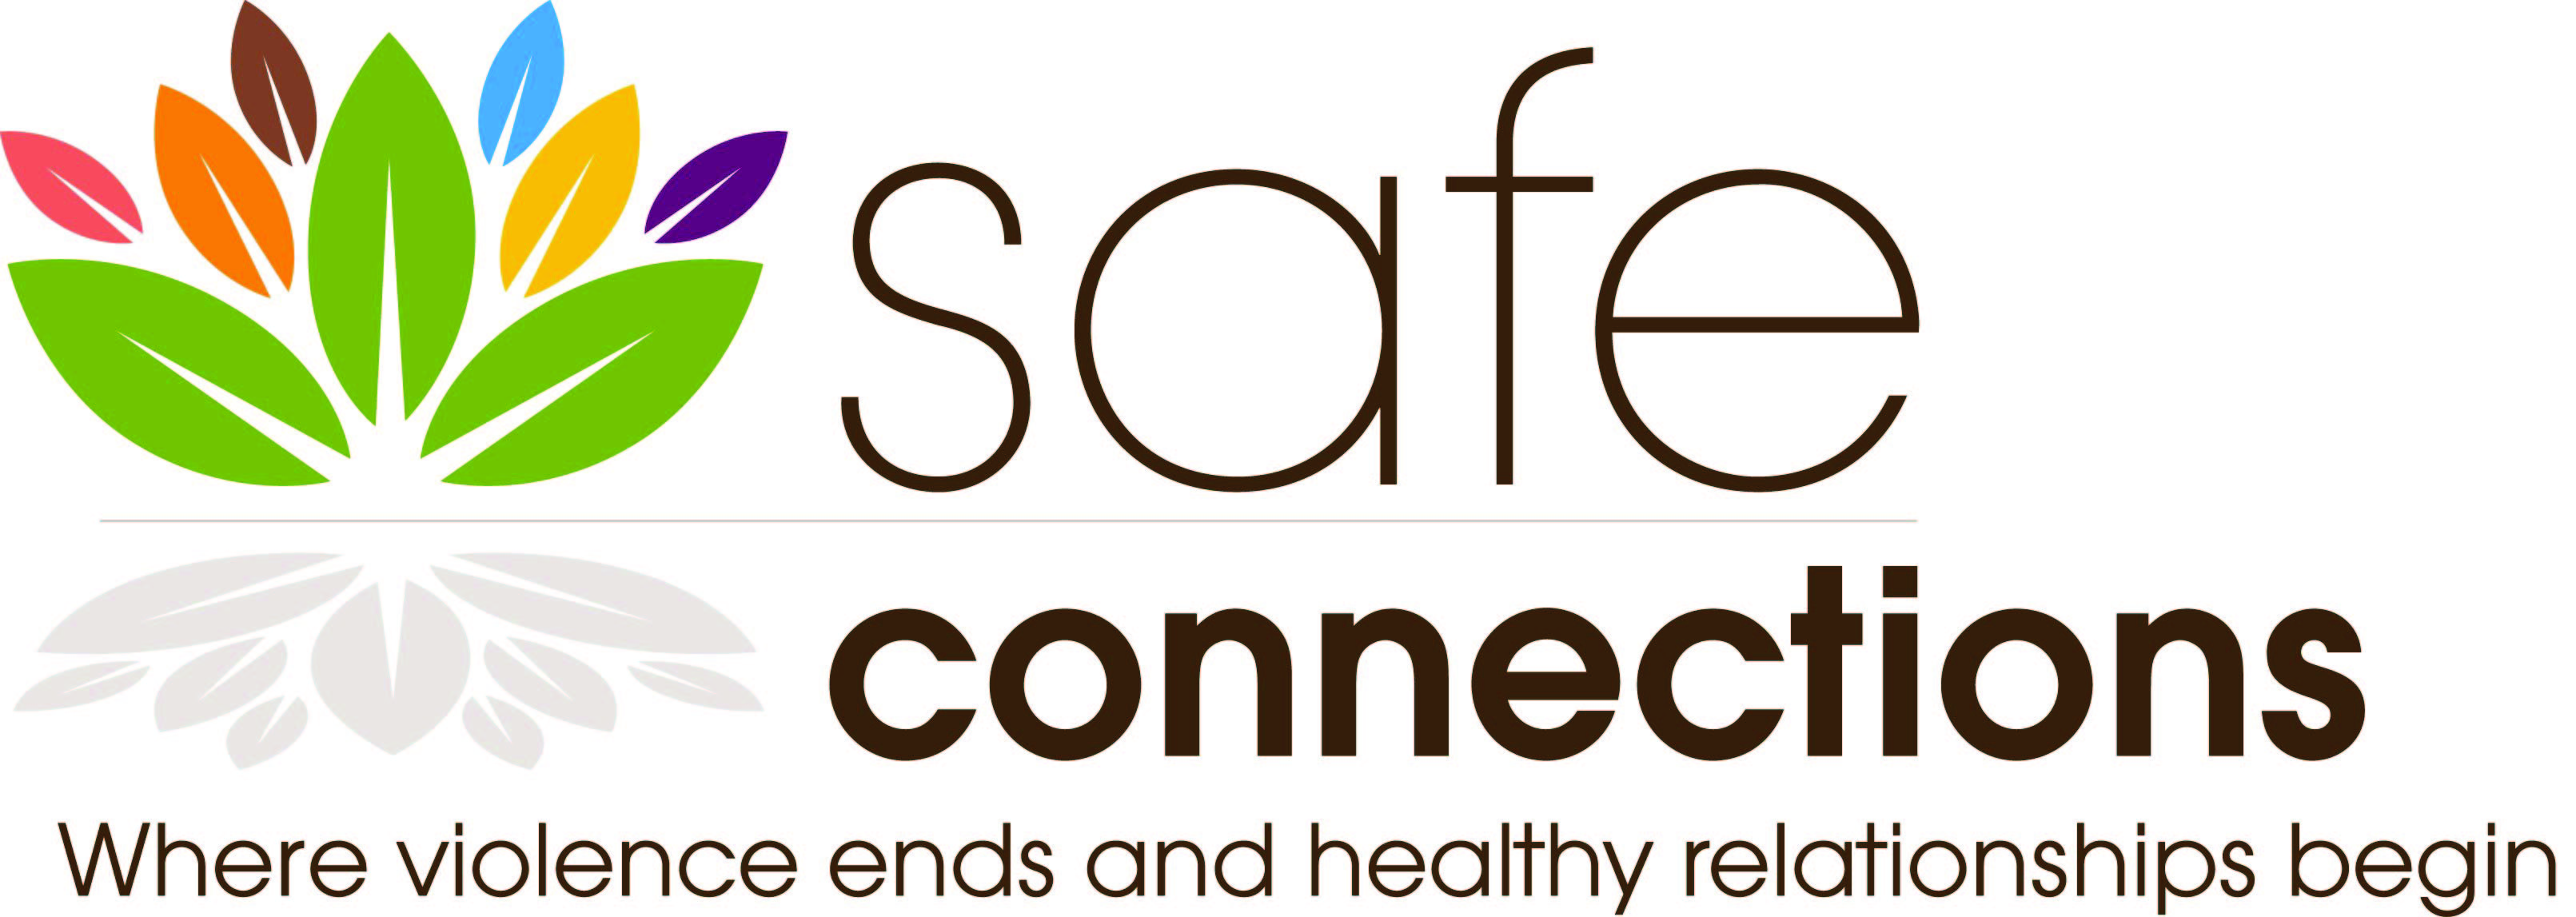 safe
connections
Where violence ends and healthy relationships begin